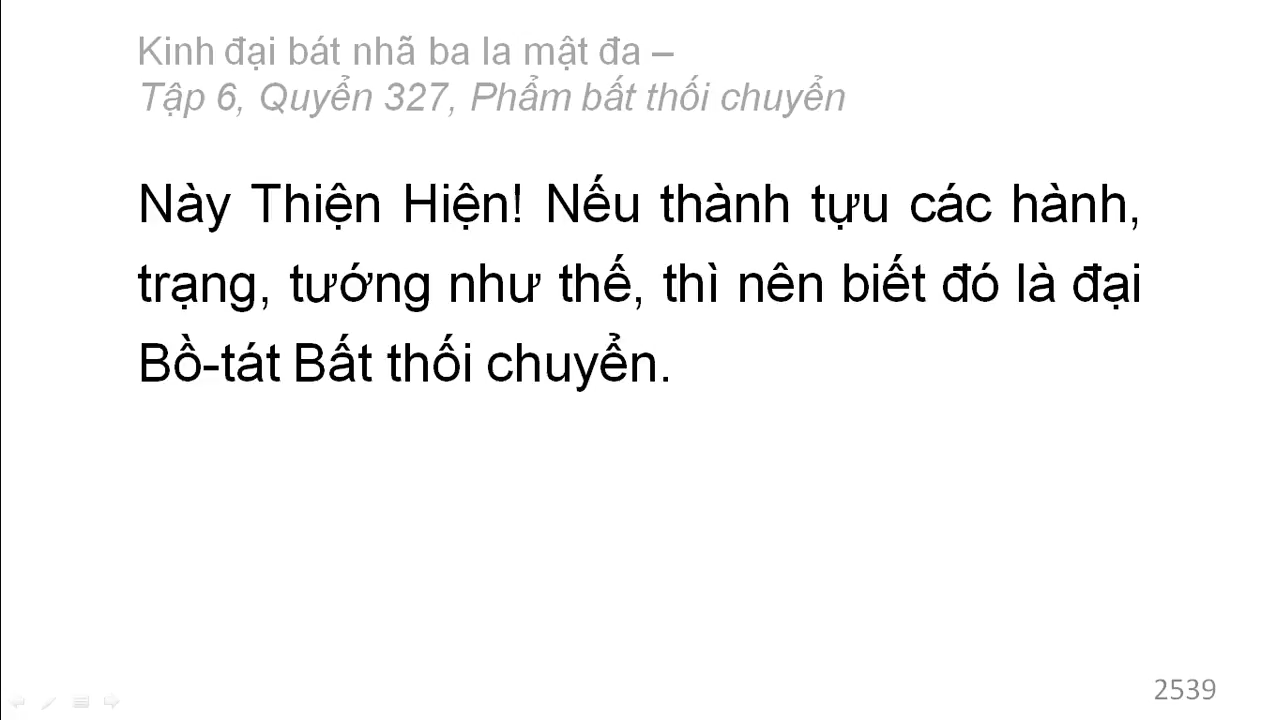 Kinh đại bát nhã ba la mật đa –
Tập 6, Quyển 327, Phẩm bất thối chuyển
Này Thiện Hiện! Nếu thành tựu các hành,
trạng, tướng như thế, thì nên biết đó là đại
Bồ-tát Bất thối chuyển.
2539